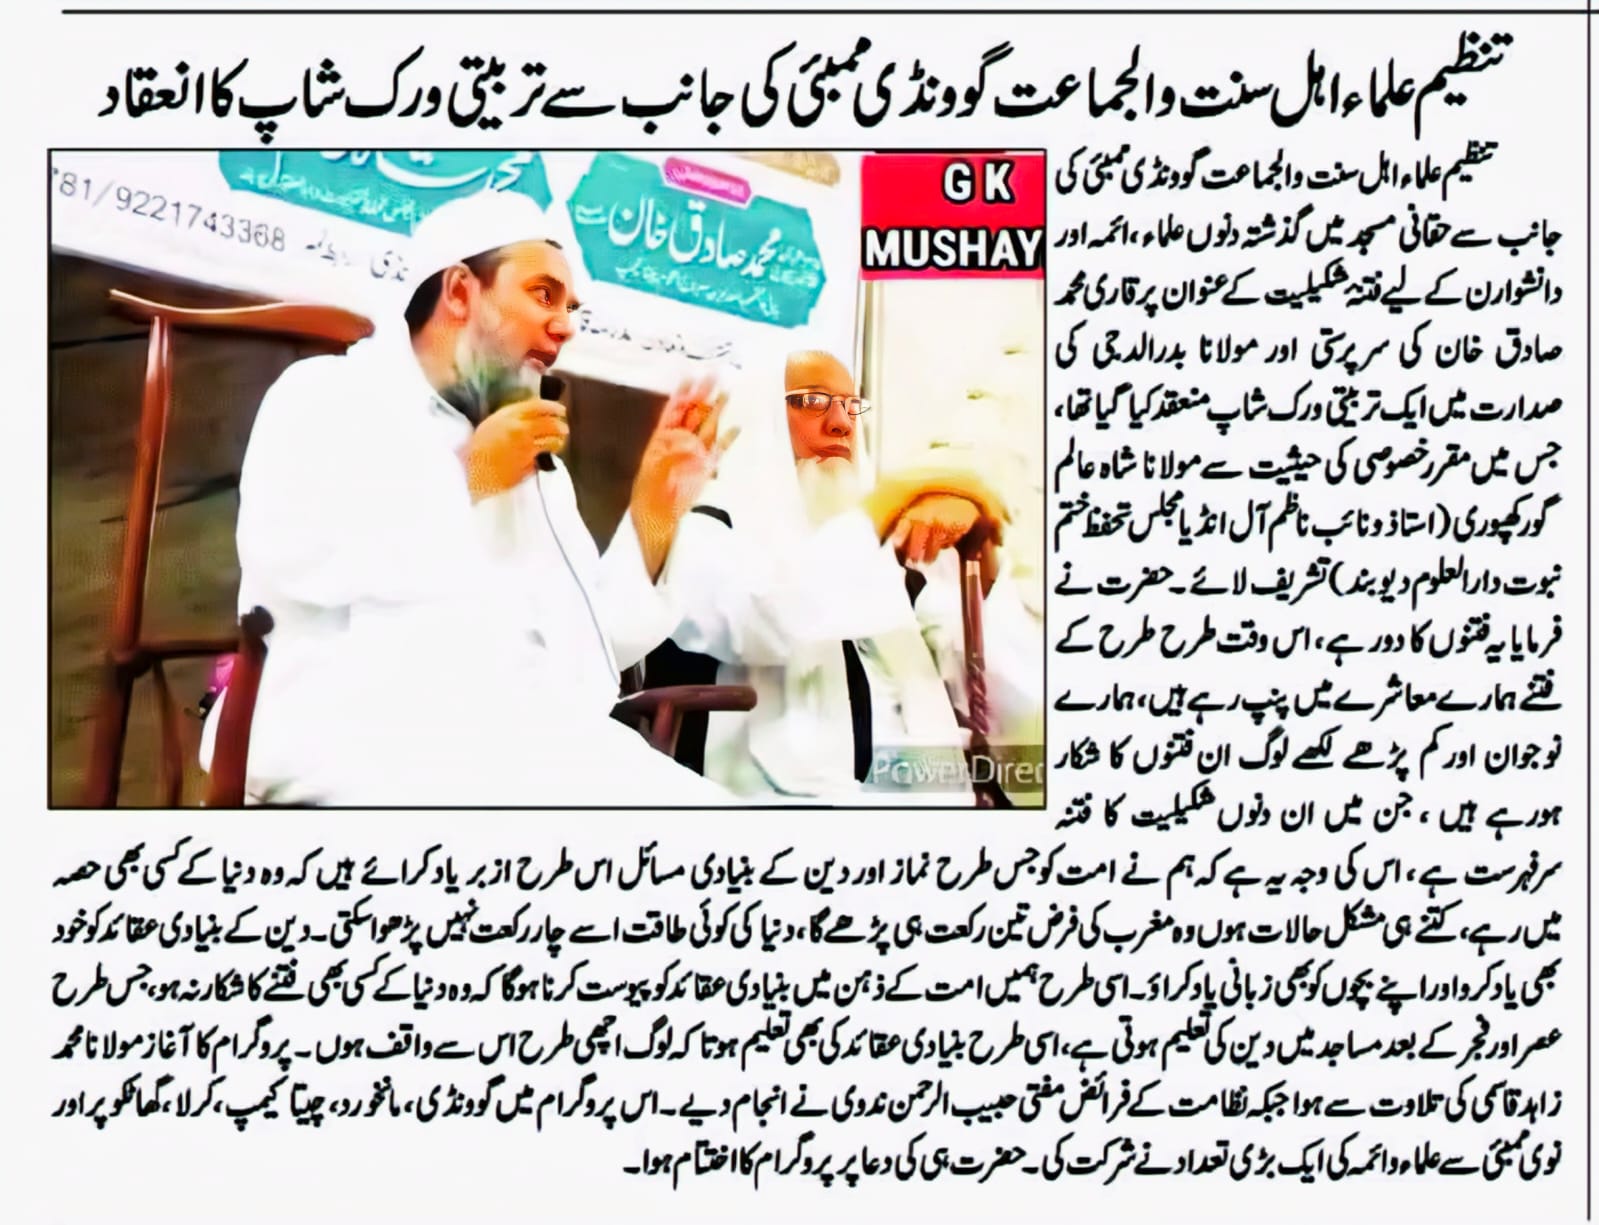 تنظیم علماء اہل سنت والجماعت گوونڈی ممبئی کی جانب سے تربیتی ورک شاپ کا انعقاد
تنظیم علماء اہل سنت والجماعت گوونڈی ممبئی کی
جانب سے حقانی مسجد میں گذشتہ دنوں علماء، ائمہ اور
دانشوارن کے لیے فتنہ شکیلیت کے عنوان پر قاری محمد
صادق خان کی سرپرستی اور مولانا بدرالدجی کی
صدارت میں ایک تربیتی ورک شاپ منعقد کیا گیا تھا،
جس میں مقرر خصوصی کی حیثیت سے مولانا شاہ عالم
گورکھپوری (استاذ و نائب ناظم آل انڈیا مجلس تحفظ ختم
نبوت دارالعلوم دیوبند) تشریف لائے۔ حضرت نے
فرمایا یہ فتنوں کا دور ہے، اس وقت طرح طرح کے
فتنے ہمارے معاشرے میں پنپ رہے ہیں، ہمارے
نوجوان اور کم پڑھے لکھے لوگ ان فتنوں کا شکار
ہورہے ہیں، جن میں ان دنوں شکیلیت کا فتنہ
سرفہرست ہے، اس کی وجہ یہ ہے کہ ہم نے امت کو جس طرح نماز اور دین کے بنیادی مسائل اس طرح ازبر یاد کرائے ہیں کہ وہ دنیا کے کسی بھی حصہ
میں رہے، کتنے ہی مشکل حالات ہوں وہ مغرب کی فرض تین رکعت ہی پڑھے گا، دنیا کی کوئی طاقت اسے چار رکعت نہیں پڑھوا سکتی۔ دین کے بنیادی عقائد کو خود
بھی یاد کرو اور اپنے بچوں کو بھی زبانی یاد کراؤ۔ اسی طرح ہمیں امت کے ذہن میں بنیادی عقائد کو پیوست کرنا ہوگا کہ وہ دنیا کے کسی بھی فتنے کا شکار نہ ہو، جس طرح
عصر اور فجر کے بعد مساجد میں دین کی تعلیم ہوتی ہے، اسی طرح بنیادی عقائد کی بھی تعلیم ہو تا کہ لوگ اچھی طرح اس سے واقف ہوں۔ پروگرام کا آغاز مولانا محمد
زاہد قاسمی کی تلاوت سے ہوا جبکہ نظامت کے فرائض مفتی حبیب الرحمن ندوی نے انجام دیے۔ اس پروگرام میں گوونڈی، مانخورد، چیتا کیمپ، کرلا، گھاٹکوپر اور
نوی ممبئی سے علماء و ائمہ کی ایک بڑی تعداد نے شرکت کی۔ حضرت ہی کی دعا پر پروگرام کا اختتام ہوا۔
G K
MUSHAY
محمد صادق خان
81/9221743368
PowerDirec